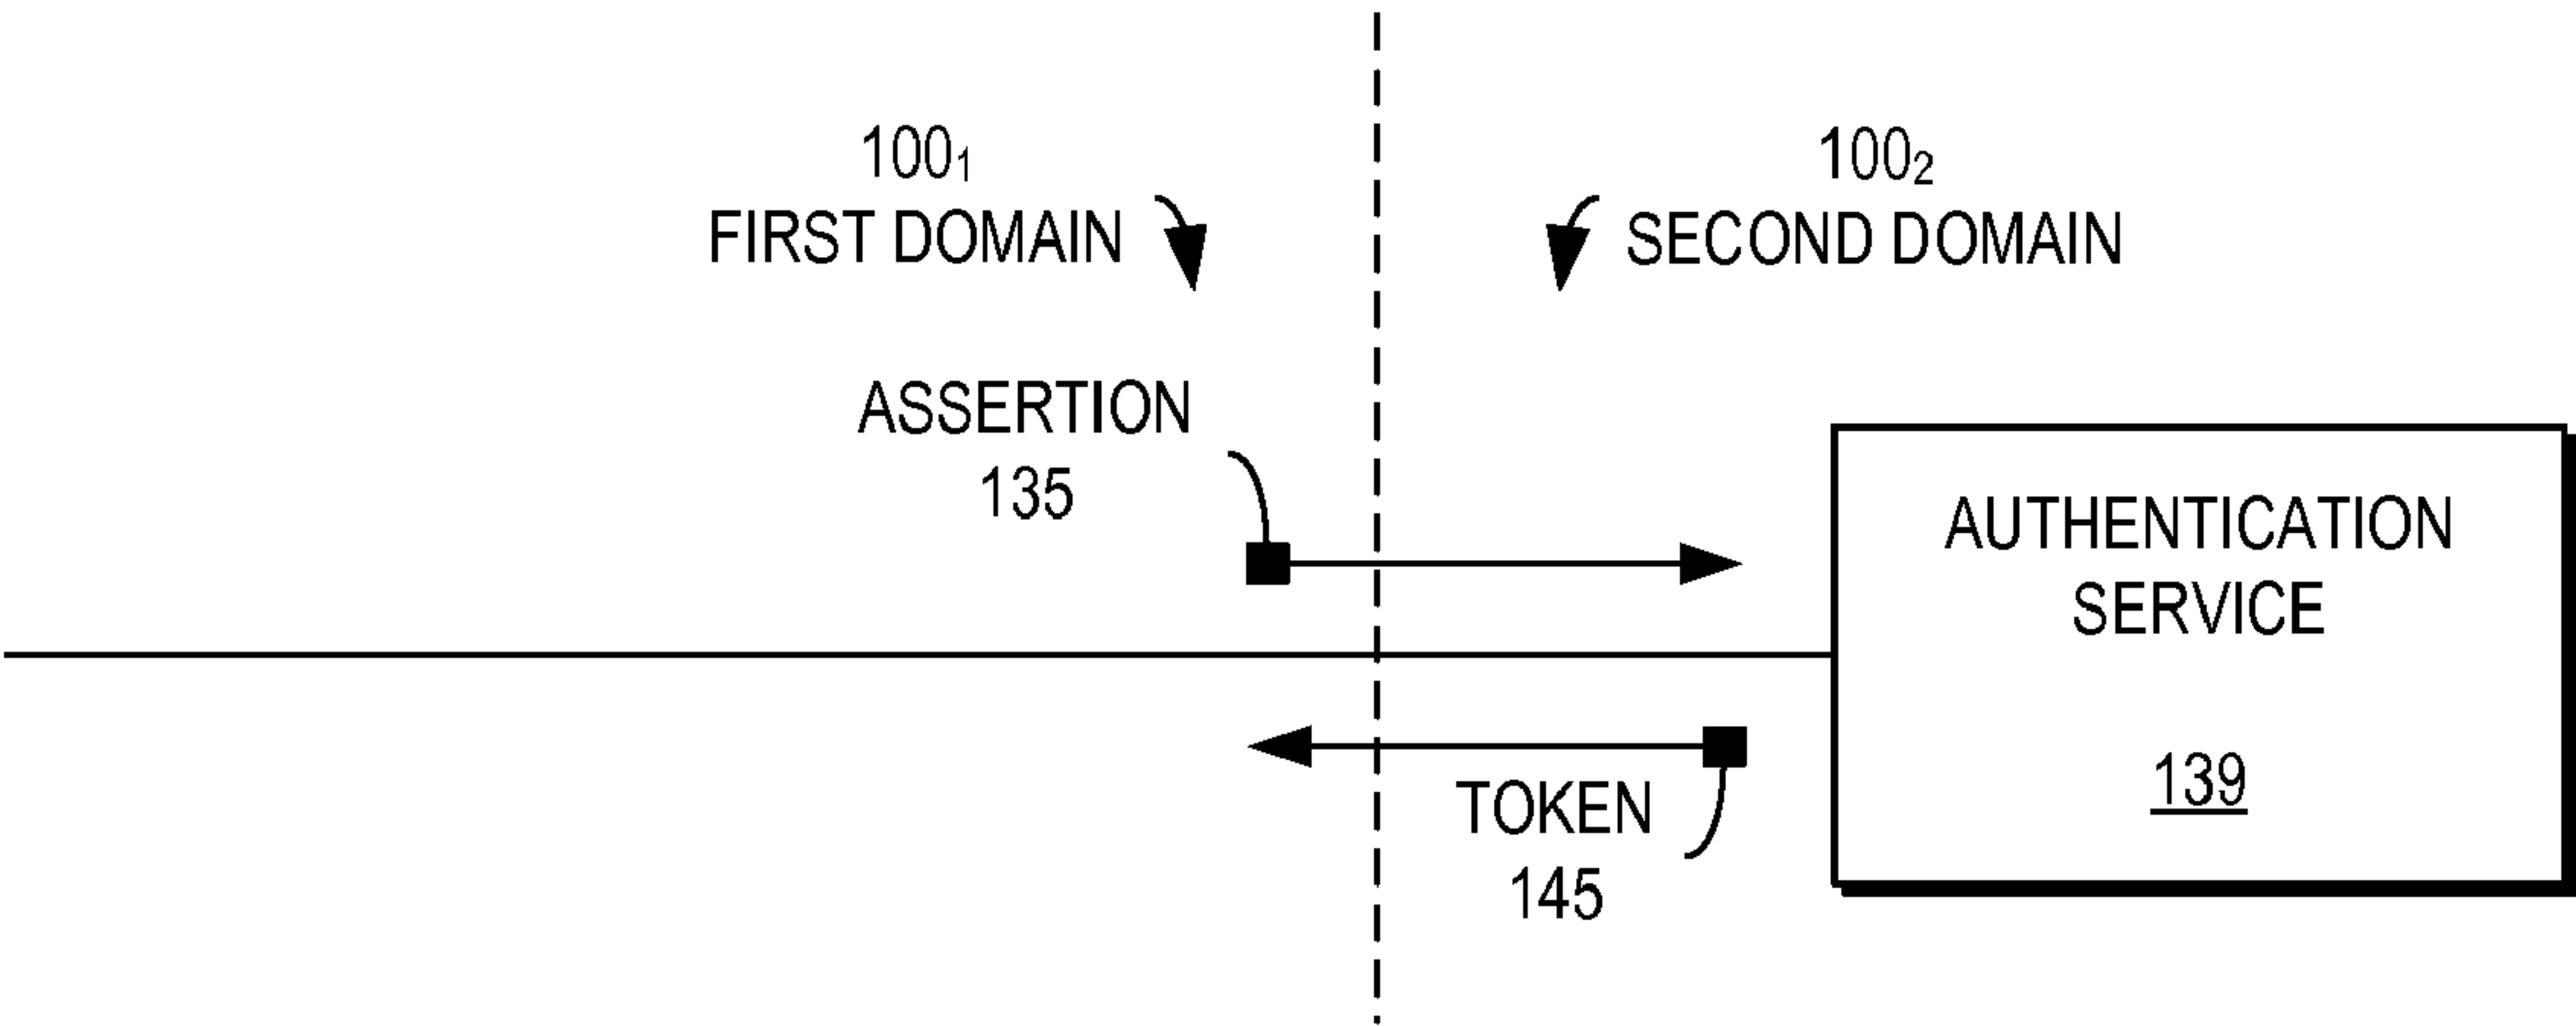 100₁
FIRST DOMAIN
100₂
SECOND DOMAIN
ASSERTION
135
AUTHENTICATION
SERVICE
139
TOKEN
145